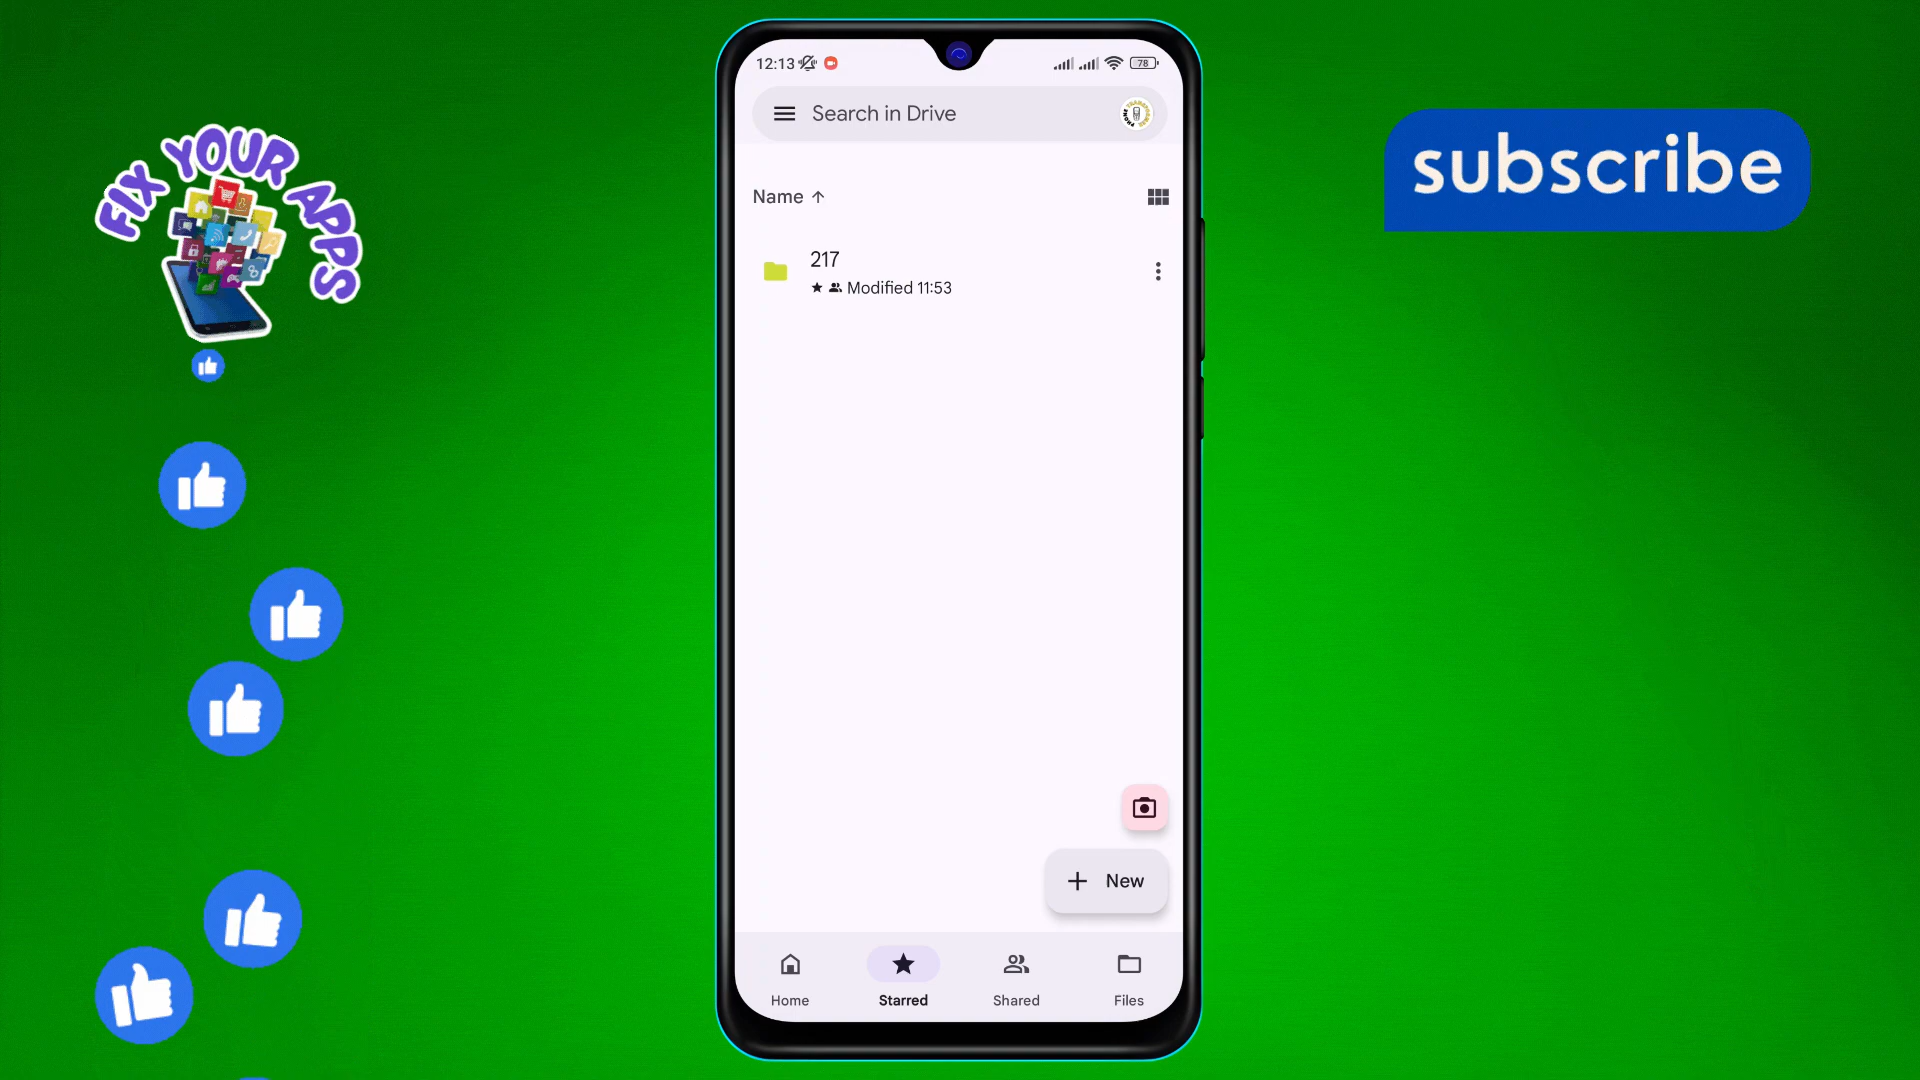 FIX YOUR APPS
subscribe
12:13
78
Search in Drive
Name
217
Modified 11:53
New
Home
Starred
Shared
Files